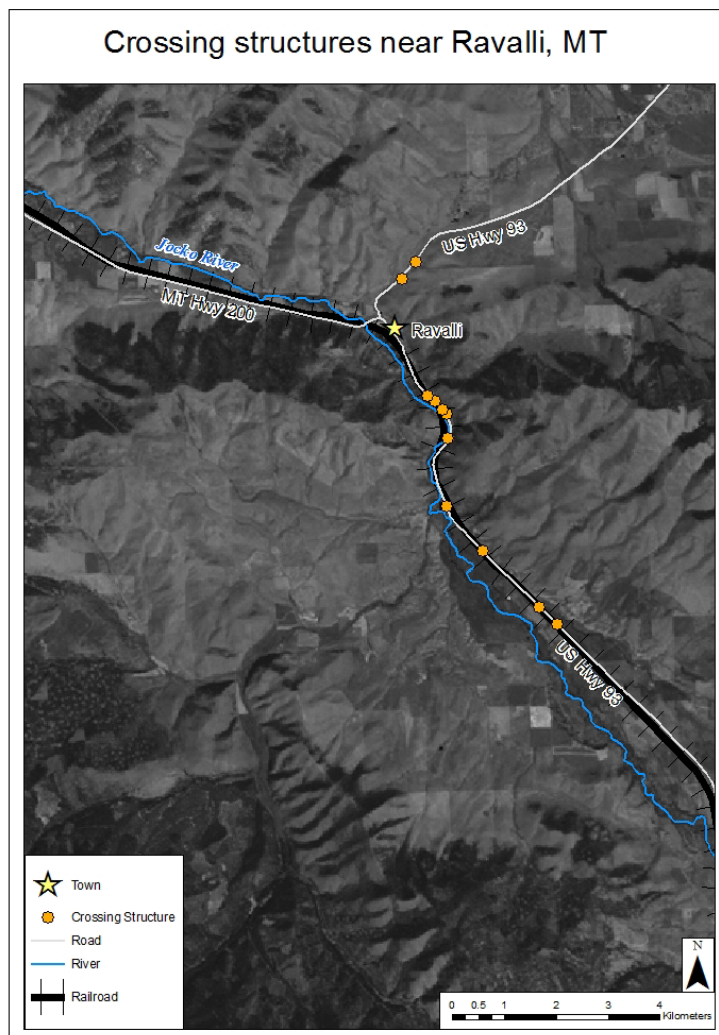 Crossing structures near Ravalli, MT
US Hwy 93
Jocko River
MT Hwy 200
Ravalli
US Hwy 93
Town
Crossing Structure
Road
River
Railroad
N
0 0.5 1 2 3 4
Kilometers